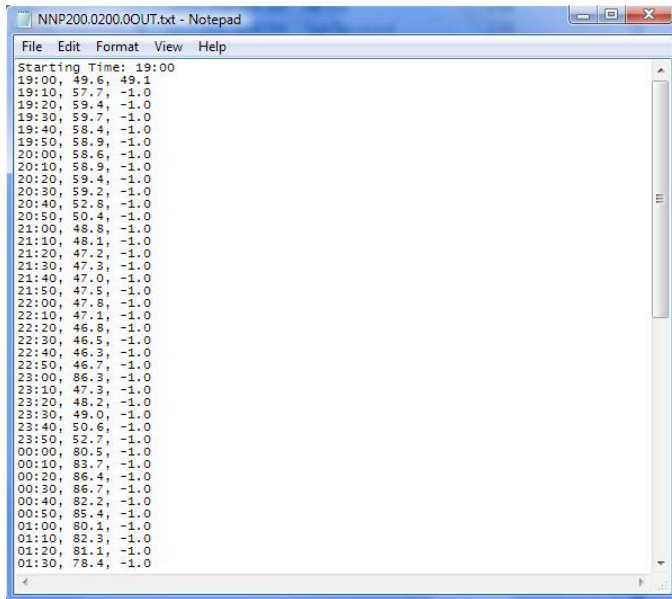 NNP200.0200.0OUT.txt - Notepad
File Edit Format View Help
Starting Time: 19:00
19:00, 49.6, 49.1
19:10, 57.7, -1.0
19:20, 59.4, -1.0
19:30, 59.7, -1.0
19:40, 58.4, -1.0
19:50, 58.9, -1.0
20:00, 58.6, -1.0
20:10, 58.9, -1.0
20:20, 59.4, -1.0
20:30, 59.2, -1.0
20:40, 52.8, -1.0
20:50, 50.4, -1.0
21:00, 48.8, -1.0
21:10, 48.1, -1.0
21:20, 47.2, -1.0
21:30, 47.3, -1.0
21:40, 47.0, -1.0
21:50, 47.5, -1.0
22:00, 47.8, -1.0
22:10, 47.1, -1.0
22:20, 46.8, -1.0
22:30, 46.5, -1.0
22:40, 46.3, -1.0
22:50, 46.7, -1.0
23:00, 86.3, -1.0
23:10, 47.3, -1.0
23:20, 48.2, -1.0
23:30, 49.0, -1.0
23:40, 50.6, -1.0
23:50, 52.7, -1.0
00:00, 80.5, -1.0
00:10, 83.7, -1.0
00:20, 86.4, -1.0
00:30, 86.7, -1.0
00:40, 82.2, -1.0
00:50, 85.4, -1.0
01:00, 80.1, -1.0
01:10, 82.3, -1.0
01:20, 81.1, -1.0
01:30, 78.4, -1.0